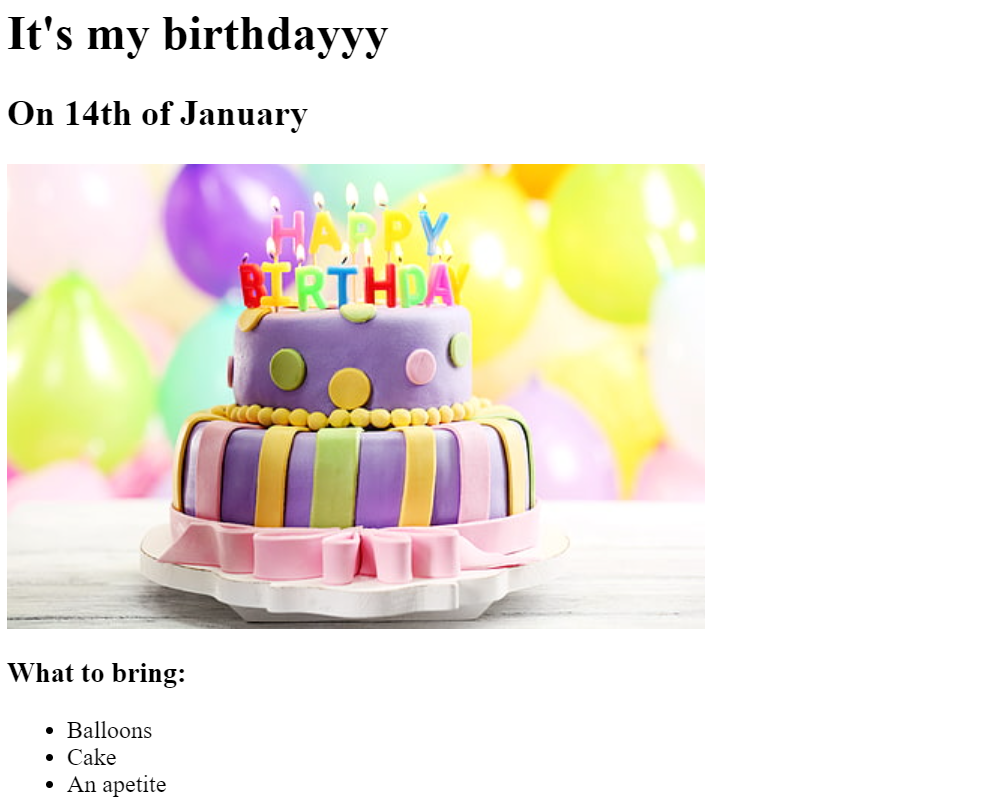 It's my birthdayyy
On 14th of January
HAPPY
BIRTHDAY
What to bring:
Balloons
Cake
An apetite